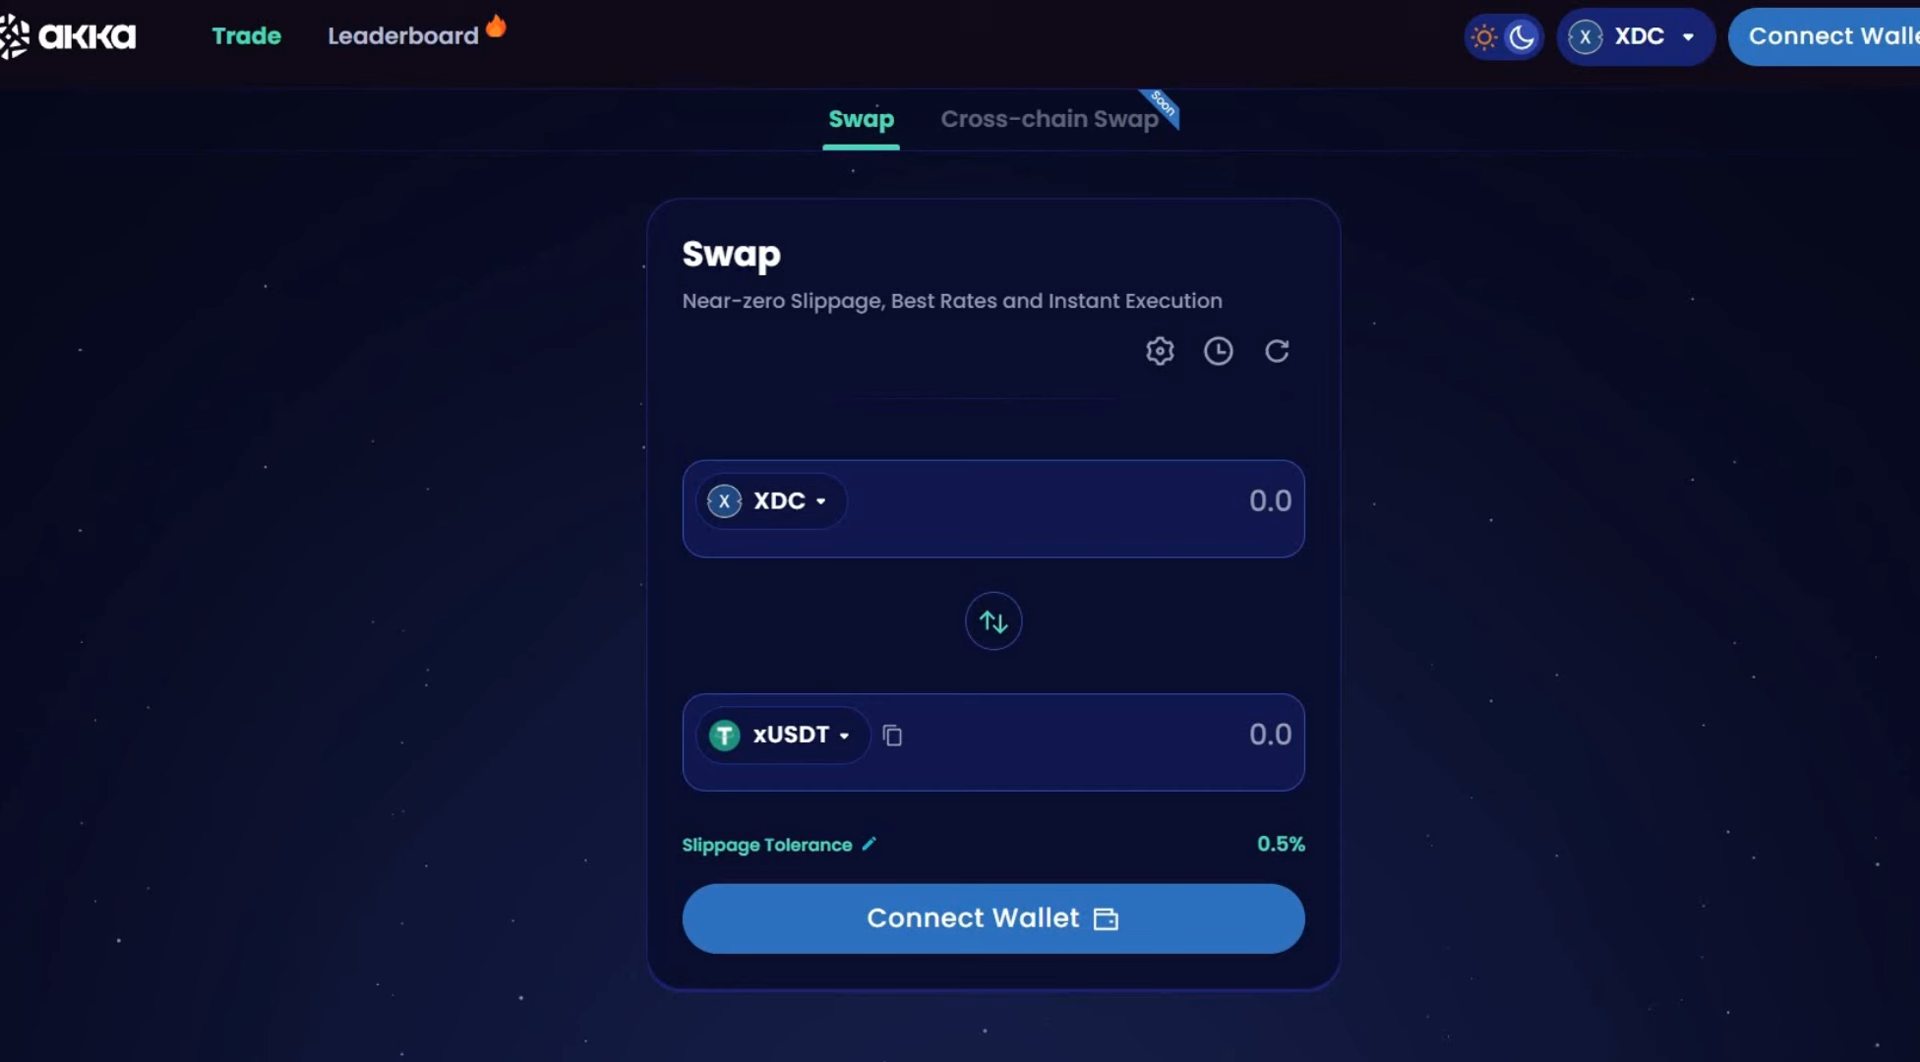 akka Trade Leaderboard XDC Connect Walle
Swap Cross-chain Swap Soon
Swap
Near-zero Slippage, Best Rates and Instant Execution
X XDC 0.0
xUSDT 0.0
Slippage Tolerance 0.5%
Connect Wallet